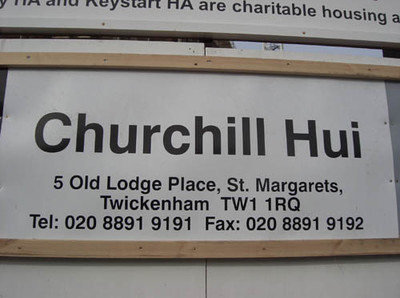 HA and Keystart HA are charitable housing
Churchill Hui
5 Old Lodge Place, St. Margarets,
Twickenham TW1 1RQ
Tel: 020 8891 9191 Fax: 020 8891 9192